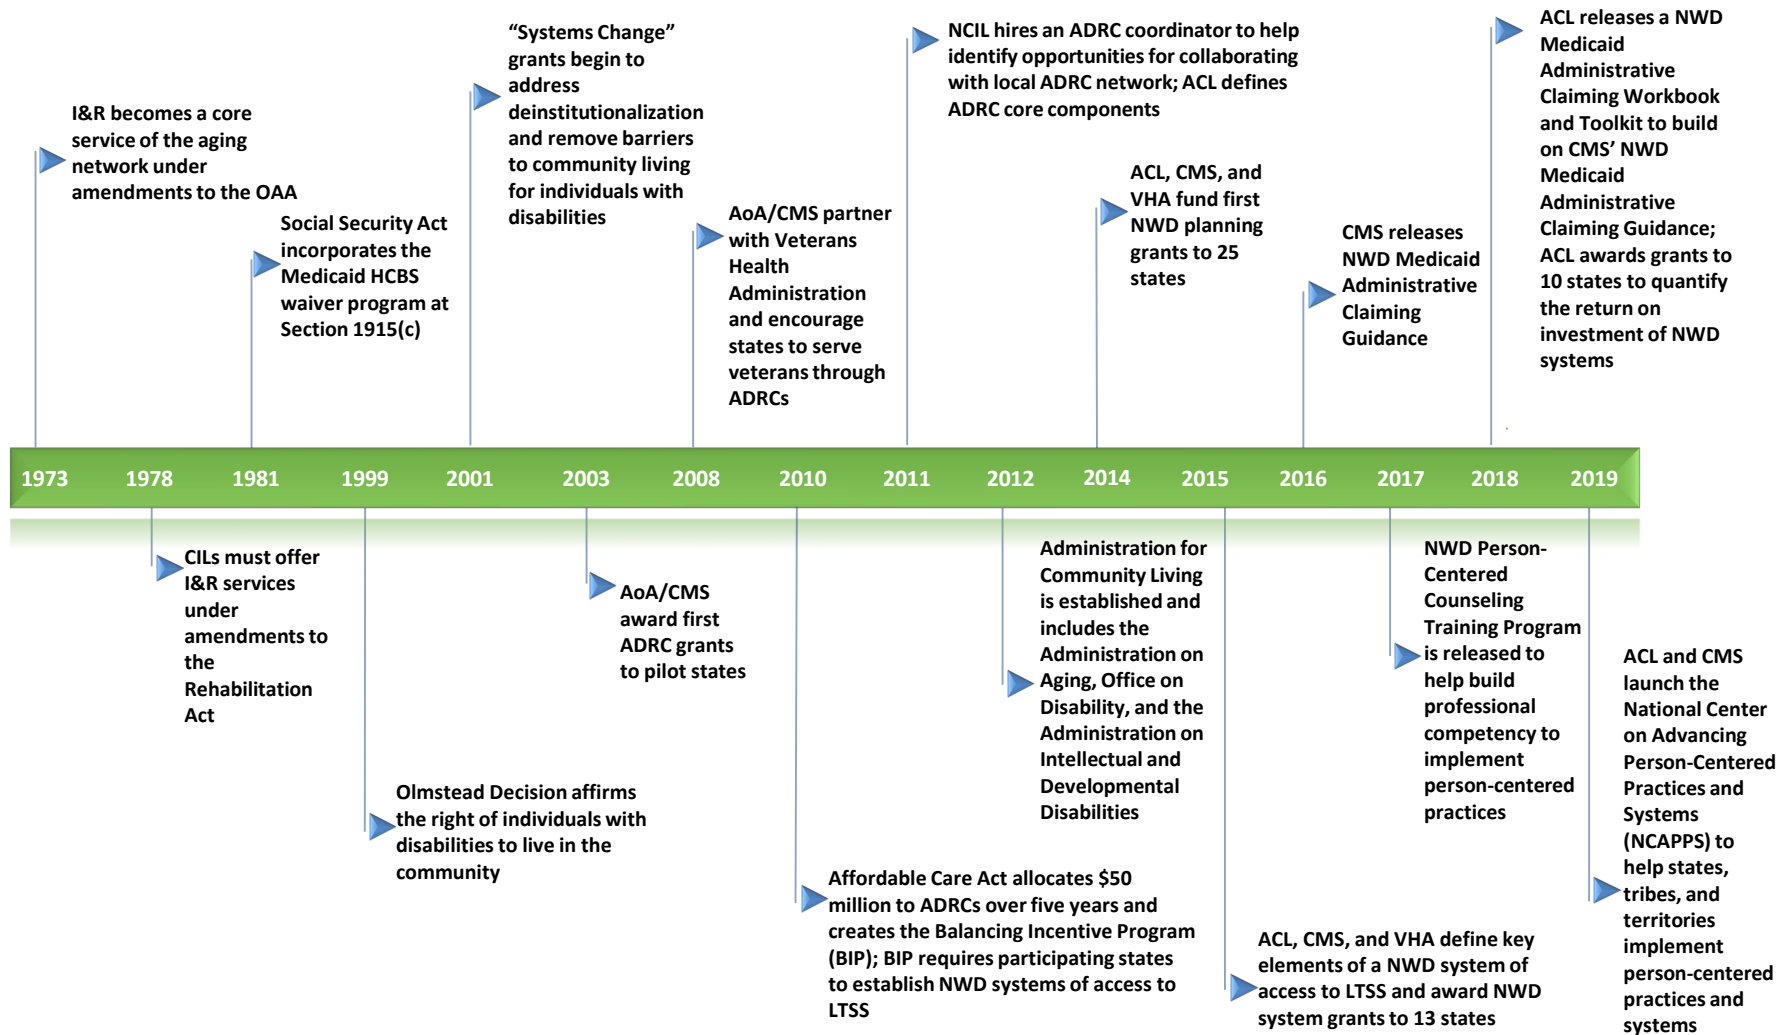 I&R becomes a core
service of the aging
network under
amendments to the OAA
Social Security Act
incorporates the
Medicaid HCBS
waiver program at
Section 1915(c)
“Systems Change”
grants begin to
address
deinstitutionalization
and remove barriers
to community living
for individuals with
disabilities
AoA/CMS partner
with Veterans
Health
Administration
and encourage
states to serve
veterans through
ADRCs
NCIL hires an ADRC coordinator to help
identify opportunities for collaborating
with local ADRC network; ACL defines
ADRC core components
ACL, CMS, and
VHA fund first
NWD planning
grants to 25
states
CMS releases
NWD Medicaid
Administrative
Claiming
Guidance
ACL releases a NWD
Medicaid
Administrative
Claiming Workbook
and Toolkit to build
on CMS’ NWD
Medicaid
Administrative
Claiming Guidance;
ACL awards grants to
10 states to quantify
the return on
investment of NWD
systems
1973 1978 1981 1999 2001 2003 2008 2010 2011 2012 2014 2015 2016 2017 2018 2019
CILs must offer
I&R services
under
amendments to
the
Rehabilitation
Act
Olmstead Decision affirms
the right of individuals with
disabilities to live in the
community
AoA/CMS
award first
ADRC grants
to pilot states
Affordable Care Act allocates $50
million to ADRCs over five years and
creates the Balancing Incentive Program
(BIP); BIP requires participating states
to establish NWD systems of access to
LTSS
Administration for
Community Living
is established and
includes the
Administration on
Aging, Office on
Disability, and the
Administration on
Intellectual and
Developmental
Disabilities
ACL, CMS, and VHA define key
elements of a NWD system of
access to LTSS and award NWD
system grants to 13 states
NWD Person-
Centered
Counseling
Training Program
is released to
help build
professional
competency to
implement
person-centered
practices
ACL and CMS
launch the
National Center
on Advancing
Person-Centered
Practices and
Systems
(NCAPPS) to
help states,
tribes, and
territories
implement
person-centered
practices and
systems